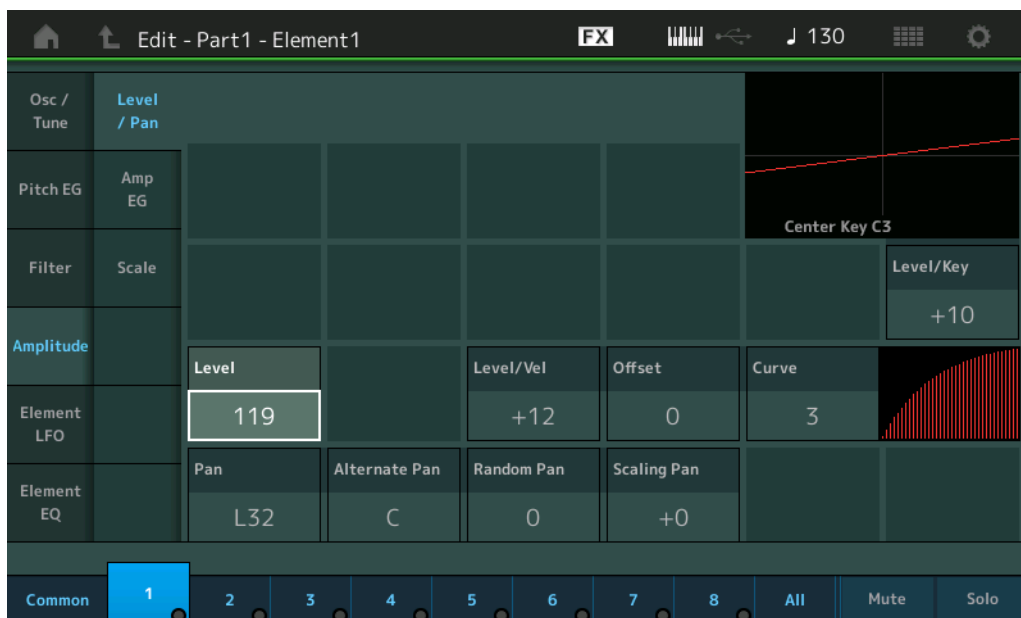 Edit - Part1 - Element1
FX
130
Osc /
Tune
Level
/ Pan
Pitch EG
Amp
EG
Center Key C3
Filter
Scale
Level/Key
+10
Amplitude
Level
Level/Vel
Offset
Curve
119
+12
0
3
Element
LFO
Pan
Alternate Pan
Random Pan
Scaling Pan
L32
C
0
+0
Element
EQ
Common
1
2
3
4
5
6
7
8
All
Mute
Solo